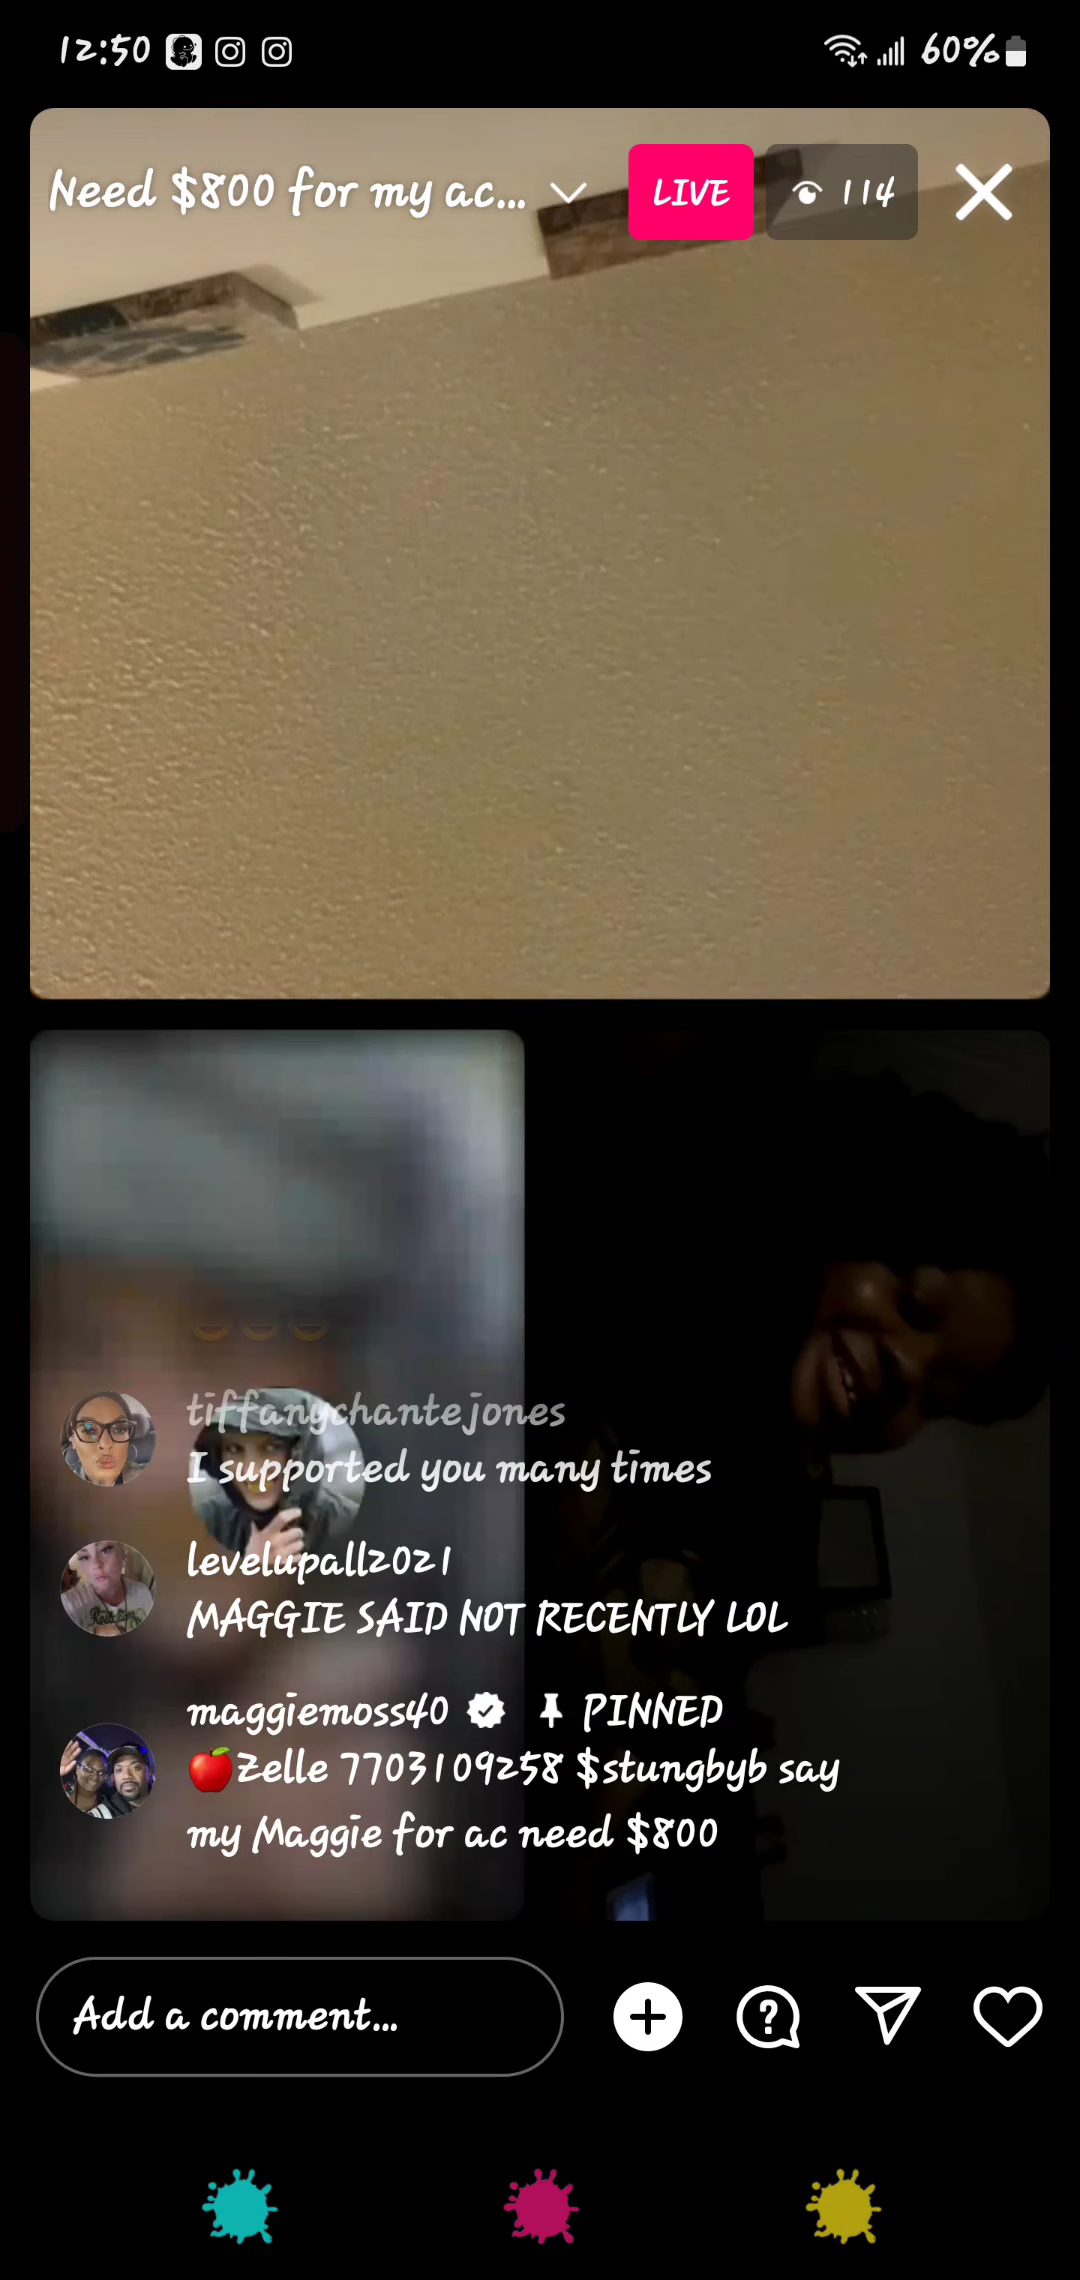 12:50
60%
Need $800 for my ac...
LIVE
114
tiffanychantejones
I supported you many times
levelupall2021
MAGGIE SAID NOT RECENTLY LOL
maggiemoss40 PINNED
🍎Zelle 7703109258 $stungbyb say
my Maggie for ac need $800
Add a comment...